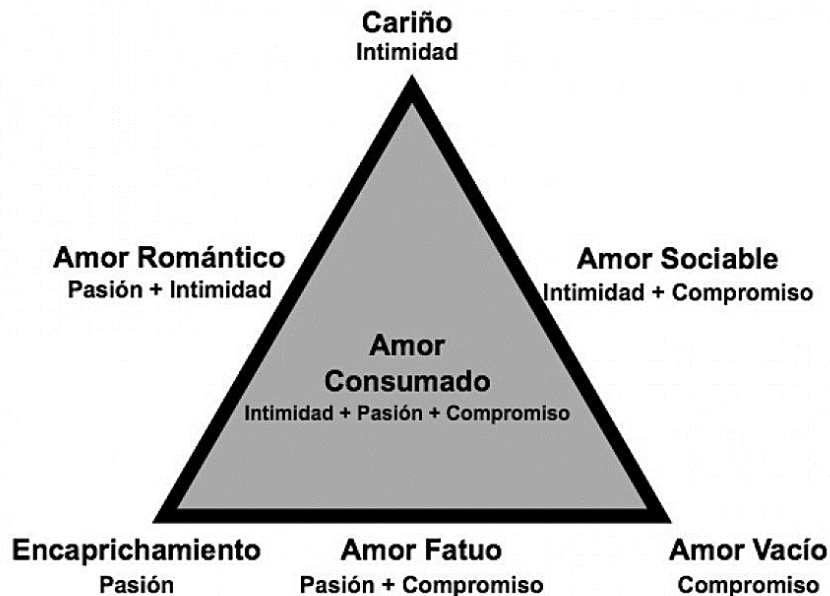 Cariño
Intimidad
Amor Romántico
Pasión + Intimidad
Amor Sociable
Intimidad + Compromiso
Amor
Consumado
Intimidad + Pasión + Compromiso
Encaprichamiento
Pasión
Amor Fatuo
Pasión + Compromiso
Amor Vacío
Compromiso